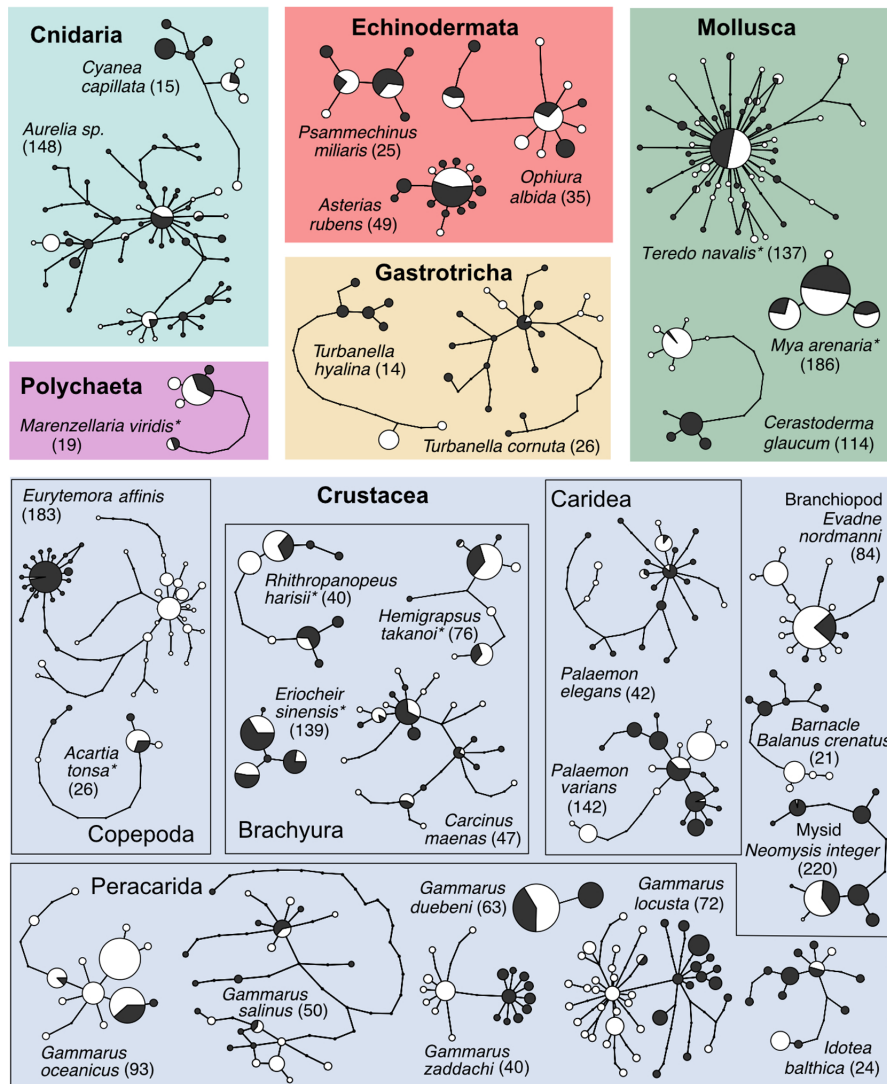 Cnidaria
Cyanea
capillata (15)
Aurelia sp.
(148)
Echinodermata
Psammechinus
miliaris (25)
Ophiura
albida (35)
Asterias
rubens (49)
Mollusca
Teredo navalis* (137)
Mya arenaria*
(186)
Cerastoderma
glaucum (114)
Gastrotricha
Turbanella
hyalina (14)
Turbanella cornuta (26)
Polychaeta
Marenzellaria viridis*
(19)
Crustacea
Eurytemora affinis
(183)
Acartia
tonsa*
(26)
Copepoda
Rhithropanopeus
harisii* (40)
Hemigrapsus
takanoi* (76)
Eriocheir
sinensis*
(139)
Carcinus
maenas (47)
Brachyura
Caridea
Palaemon
elegans (42)
Palaemon
varians
(142)
Branchiopod
Evadne
nordmanni
(84)
Barnacle
Balanus crenatus
(21)
Mysid
Neomysis integer
(220)
Peracarida
Gammarus
oceanicus (93)
Gammarus
salinus (50)
Gammarus
duebeni (63)
Gammarus
zaddachi (40)
Gammarus
locusta (72)
Idotea
balthica (24)